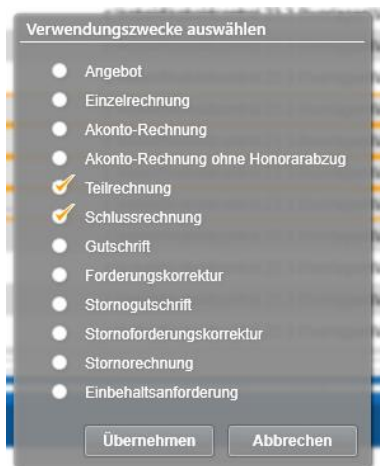 Verwendungszwecke auswählen
Angebot
Einzelrechnung
Akonto-Rechnung
Akonto-Rechnung ohne Honorarabzug
Teilrechnung
Schlussrechnung
Gutschrift
Forderungskorrektur
Stornogutschrift
Stornoforderungskorrektur
Stornorechnung
Einbehaltsanforderung
Übernehmen Abbrechen